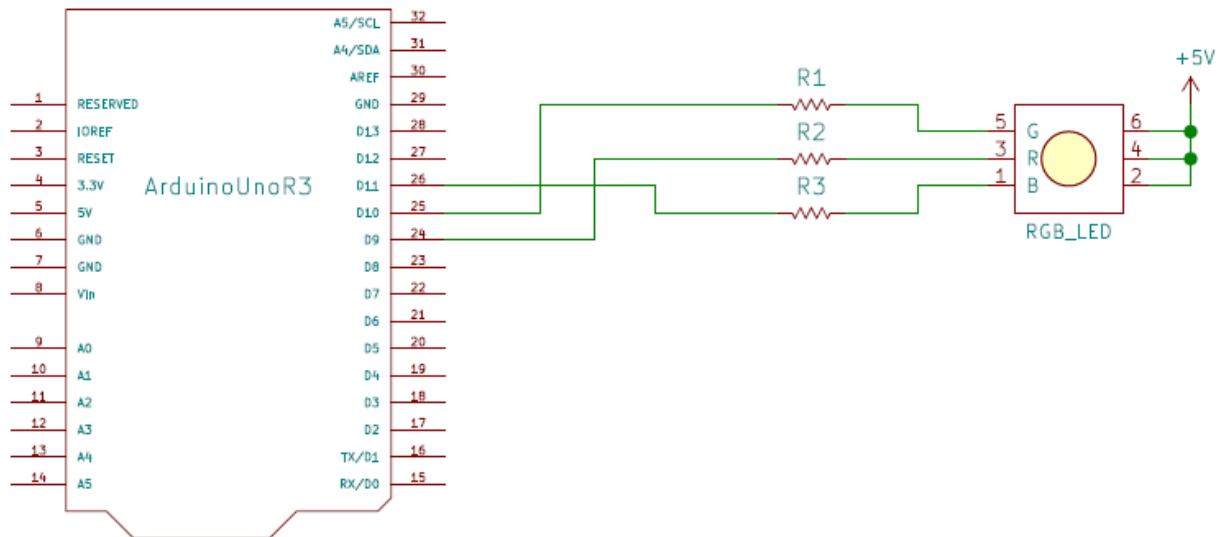 A5/SCL 32
A4/SDA 31
AREF 30
1 RESERVED GND 29
2 IOREF D13 28
3 RESET D12 27
4 3.3V ArduinoUnoR3 D11 26
5 5V D10 25
6 GND D9 24
7 GND D8 23
8 Vin D7 22
D6 21
9 A0 D5 20
10 A1 D4 19
11 A2 D3 18
12 A3 D2 17
13 A4 TX/D1 16
14 A5 RX/D0 15
R1
R2
R3
+5V
5 G 6
3 R 4
1 B 2
RGB_LED